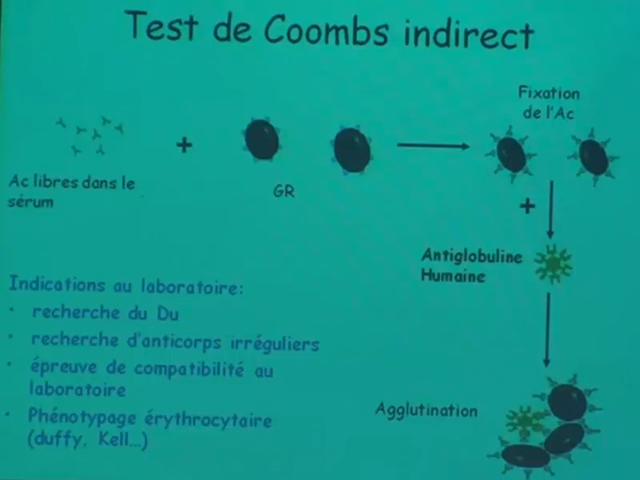 Test de Coombs indirect
Fixation
de l'Ac
+
Ac libres dans le
sérum
GR
+
Antiglobuline
Humaine
Indications au laboratoire:
• recherche du Du
• recherche d'anticorps irréguliers
• épreuve de compatibilité au
laboratoire
• Phénotypage érythrocytaire
(duffy, Kell...)
Agglutination